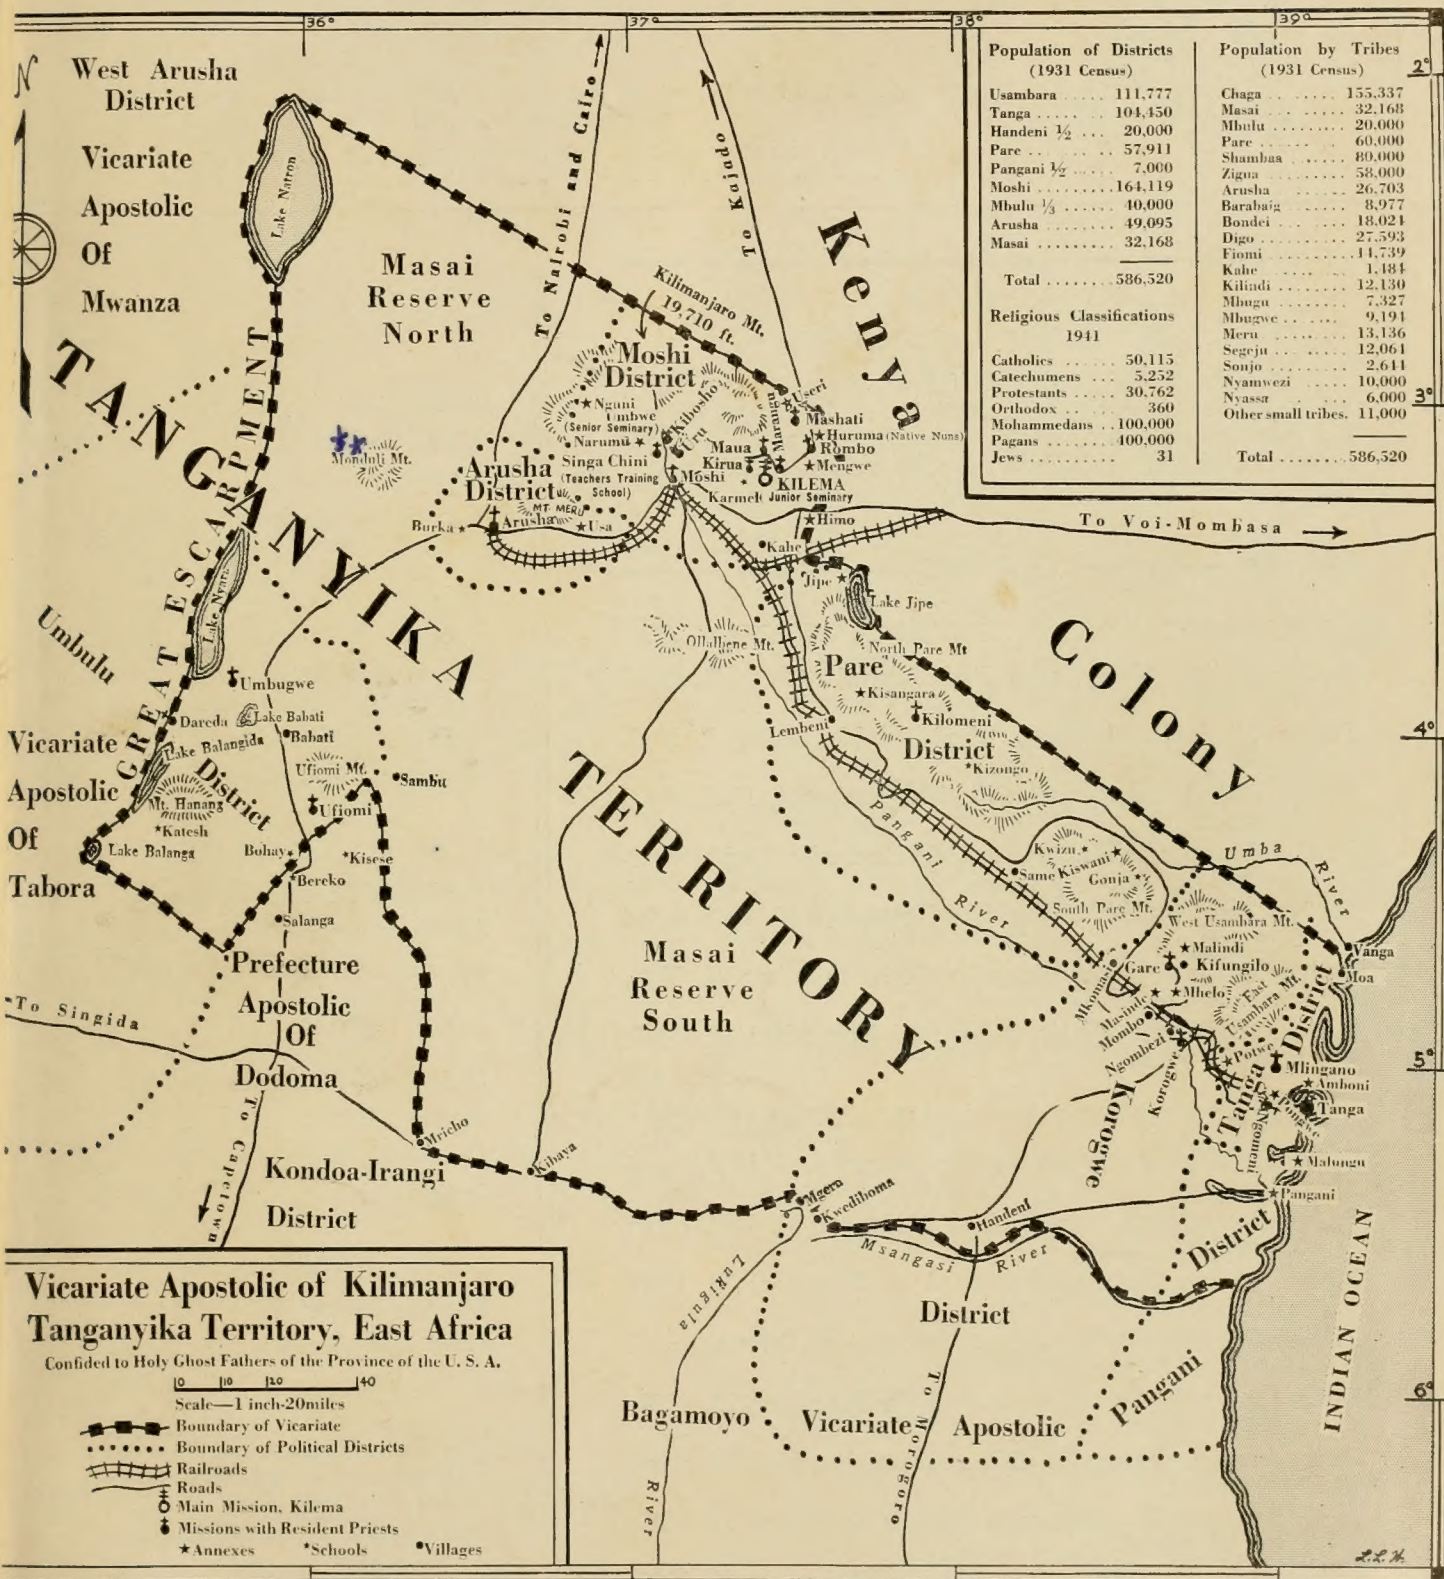 36°
37°
38°
39°
2°
3°
4°
5°
6°
N
West Arusha
District
Vicariate
Apostolic
Of
Mwanza
Lake Natron
Masai
Reserve
North
To Nairobi and Cairo
To Kajado
Kenya
Colony
Population of Districts
(1931 Census)
Usambara ..... 111,777
Tanga ..... 104,450
Handeni ½ ... 20,000
Pare ........ 57,911
Pangani ½ ..... 7,000
Moshi ......... 164,119
Mbulu ⅓ ...... 40,000
Arusha ........ 49,095
Masai ......... 32,168
Total ........ 586,520
Religious Classifications
1941
Catholics ...... 50,115
Catechumens ... 5,252
Protestants ..... 30,762
Orthodox .. 360
Mohammedans .. 100,000
Pagans ...... 400,000
Jews .......... 31
Population by Tribes
(1931 Census)
Chaga ........ 155,337
Masai ........ 32,168
Mbulu ......... 20,000
Pare ........... 60,000
Shambaa ...... 80,000
Zigua ......... 58,000
Arusha ...... 26,703
Barabaig ...... 8,977
Bondei ....... 18,021
Digo .......... 27,593
Fiomi ......... 14,739
Kahe ..... 1,484
Kilindi ........ 12,130
Mbugu ....... 7,327
Mbugwe ....... 9,194
Meru ........ 13,136
Segeju ....... 12,064
Sonjo ....... 2,644
Nyamwezi ..... 10,000
Nyassa ...... 6,000
Other small tribes. 11,000
Total ....... 586,520
Kilimanjaro Mt.
19,710 ft.
Moshi
District
Nguni
Umbwe
(Senior Seminary)
Narumu
Kibosho
Uru
Singa Chini
(Teachers Training
School)
Moshi
Useri
Mashati
Huruma (Native Nuns)
Rombo
Mengwe
Marangu
Maua
Kirua
KILEMA
Karmel Junior Seminary
Himo
To Voi-Mombasa
Kahe
Jipe
Lake Jipe
TANGANYIKA
TERRITORY
Monduli Mt.
Arusha
District
MT. MERU
Arusha
Usa
Burka
GREAT ESCARPMENT
Lake Nyara
Umbulu
Umbugwe
Dareda
Lake Babati
Babati
Lake Balangida
District
Mt. Hanang
Katesh
Lake Balanga
Ufiomi Mt.
Ufiomi
Sambu
Bohay
Kisese
Bereko
Salanga
Vicariate
Apostolic
Of
Tabora
Prefecture
Apostolic
Of
Dodoma
To Singida
To Capetown
Mricho
Kibaya
Kondoa-Irangi
District
Ollalliene Mt.
North Pare Mt
Pare
Kisangara
Kilomeni
Lembeni
District
Kizongo
Pangani
River
Kwizu
Same
Kiswani
Gonja
South Pare Mt.
Umba
River
West Usambara Mt.
Malindi
Gare
Kifungilo
Mkomasi
Masinde
Mhelo
East
Usambara Mt.
Mombo
Ngombezi
Korogwe
Korogwe
Potwe
Vanga
Moa
Tanga
District
Mlingano
Amboni
Tanga
Pongwe
Ngomeni
Malungu
Pangani
Masai
Reserve
South
Mgera
Kwediboma
Handeni
Msangasi
River
Lukigula
River
District
District
Pangani
Bagamoyo
Vicariate
Apostolic
To Morogoro
INDIAN OCEAN
Vicariate Apostolic of Kilimanjaro
Tanganyika Territory, East Africa
Confided to Holy Ghost Fathers of the Province of the U. S. A.
0 10 20 40
Scale—1 inch-20miles
Boundary of Vicariate
Boundary of Political Districts
Railroads
Roads
Main Mission, Kilema
Missions with Resident Priests
Annexes Schools Villages